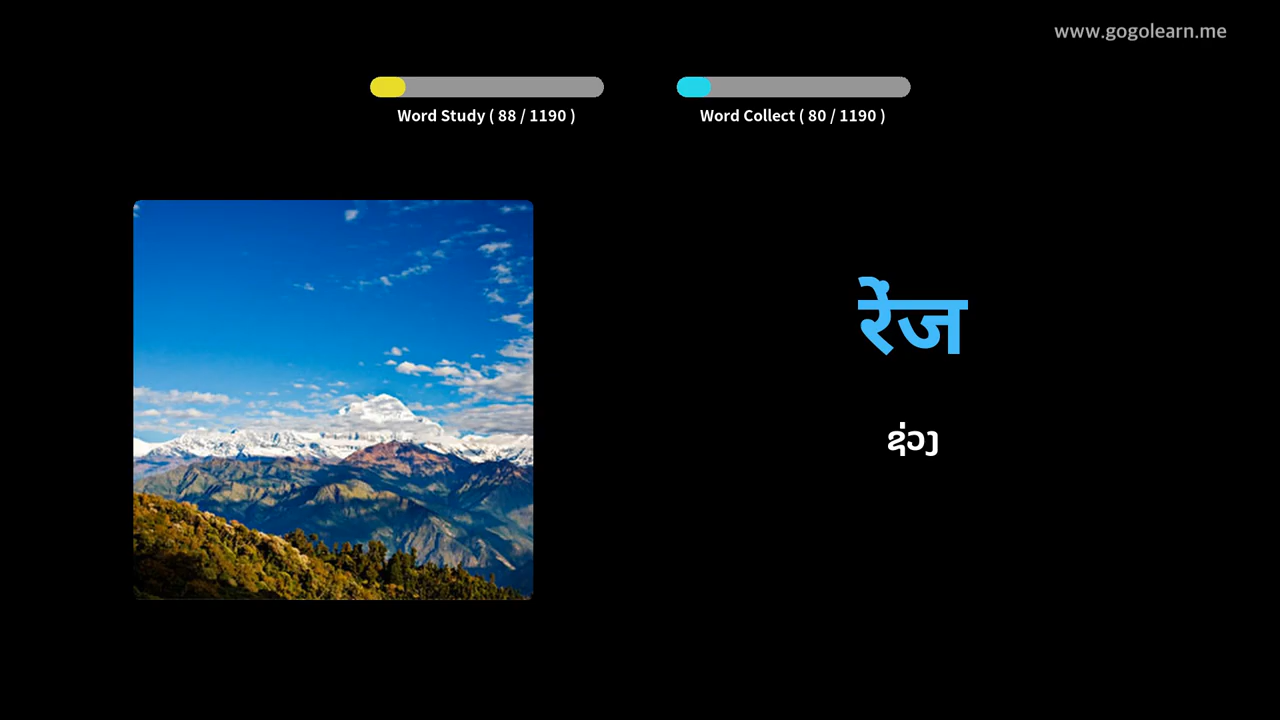 www.gogolearn.me
Word Study ( 88 / 1190 )
Word Collect ( 80 / 1190 )
रेंज
ຊ່ວງ